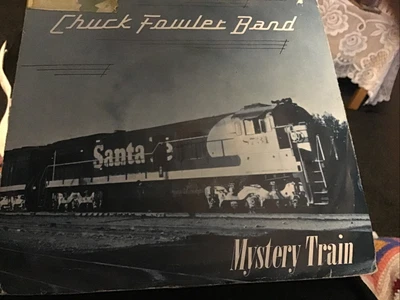 Chuck Fowler Band
Santa
Mystery Train